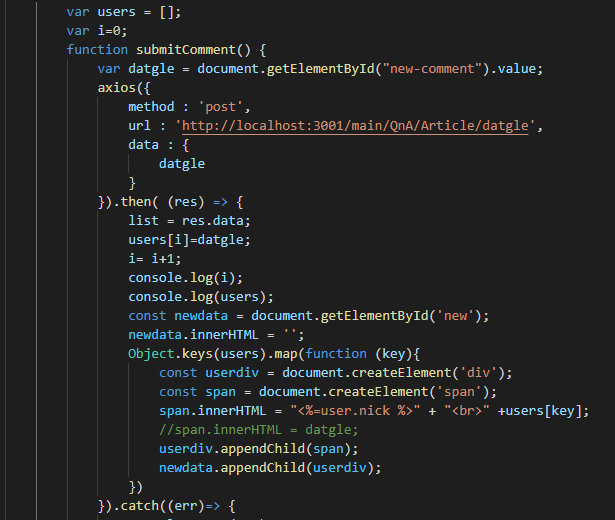 var users = [];
var i=0;
function submitComment() {
var datgle = document.getElementById("new-comment").value;
axios({
method : 'post',
url : 'http://localhost:3001/main/QnA/Article/datgle',
data : {
datgle
}
}).then( (res) => {
list = res.data;
users[i]=datgle;
i= i+1;
console.log(i);
console.log(users);
const newdata = document.getElementById('new');
newdata.innerHTML = '';
Object.keys(users).map(function (key){
const userdiv = document.createElement('div');
const span = document.createElement('span');
span.innerHTML = "<%=user.nick %>" + "<br>" +users[key];
//span.innerHTML = datgle;
userdiv.appendChild(span);
newdata.appendChild(userdiv);
})
}).catch((err)=> {